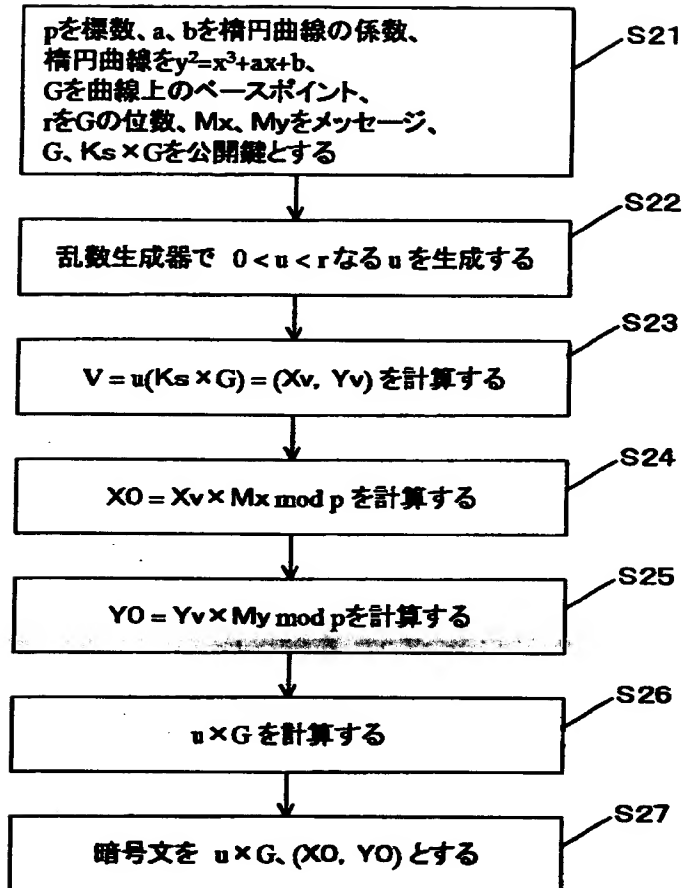 pを標数、a、bを楕円曲線の係数、
楕円曲線をy²=x³+ax+b、
Gを曲線上のベースポイント、
rをGの位数、Mx、Myをメッセージ、
G、Ks×Gを公開鍵とする
S21
乱数生成器で 0<u<rなるuを生成する
S22
V=u(Ks×G)=(Xv, Yv)を計算する
S23
X0=Xv×Mx mod pを計算する
S24
Y0=Yv×My mod pを計算する
S25
u×Gを計算する
S26
暗号文を u×G、(X0, Y0)とする
S27